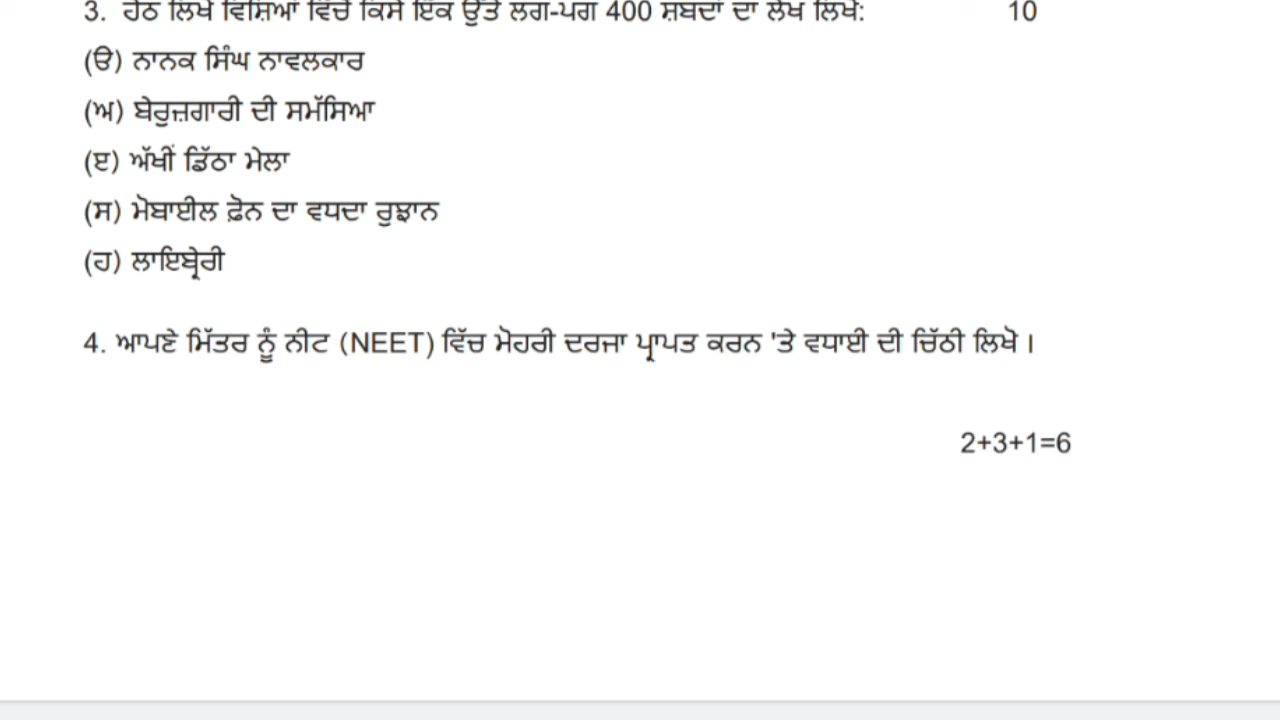 3. ਹੇਠ ਲਿਖੇ ਵਿਸ਼ਿਆਂ ਵਿੱਚੋਂ ਕਿਸੇ ਇੱਕ ਉੱਤੇ ਲਗ-ਪਗ 400 ਸ਼ਬਦਾਂ ਦਾ ਲੇਖ ਲਿਖੋ: 10
(ੳ) ਨਾਨਕ ਸਿੰਘ ਨਾਵਲਕਾਰ
(ਅ) ਬੇਰੁਜ਼ਗਾਰੀ ਦੀ ਸਮੱਸਿਆ
(ੲ) ਅੱਖੀਂ ਡਿੱਠਾ ਮੇਲਾ
(ਸ) ਮੋਬਾਈਲ ਫ਼ੋਨ ਦਾ ਵਧਦਾ ਰੁਝਾਨ
(ਹ) ਲਾਇਬ੍ਰੇਰੀ
4. ਆਪਣੇ ਮਿੱਤਰ ਨੂੰ ਨੀਟ (NEET) ਵਿੱਚ ਮੋਹਰੀ ਦਰਜਾ ਪ੍ਰਾਪਤ ਕਰਨ 'ਤੇ ਵਧਾਈ ਦੀ ਚਿੱਠੀ ਲਿਖੋ।
2+3+1=6